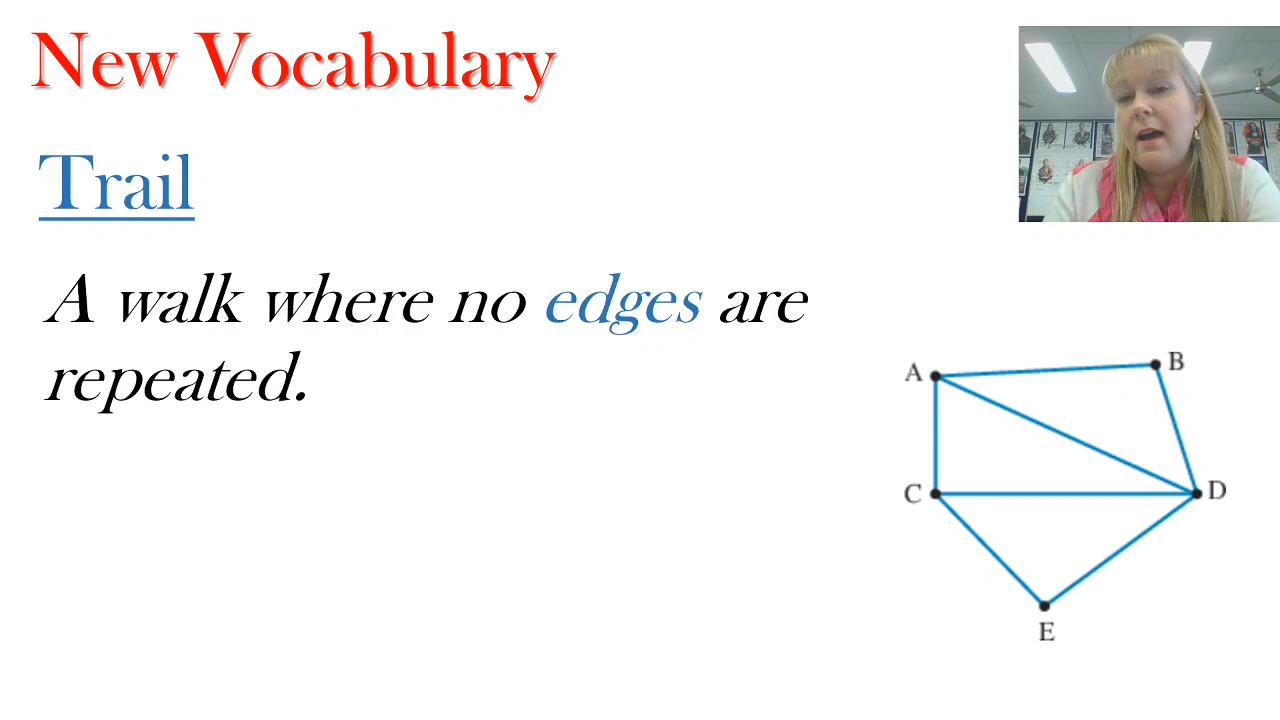 New Vocabulary
Trail
A walk where no edges are
repeated.
A
B
C
D
E